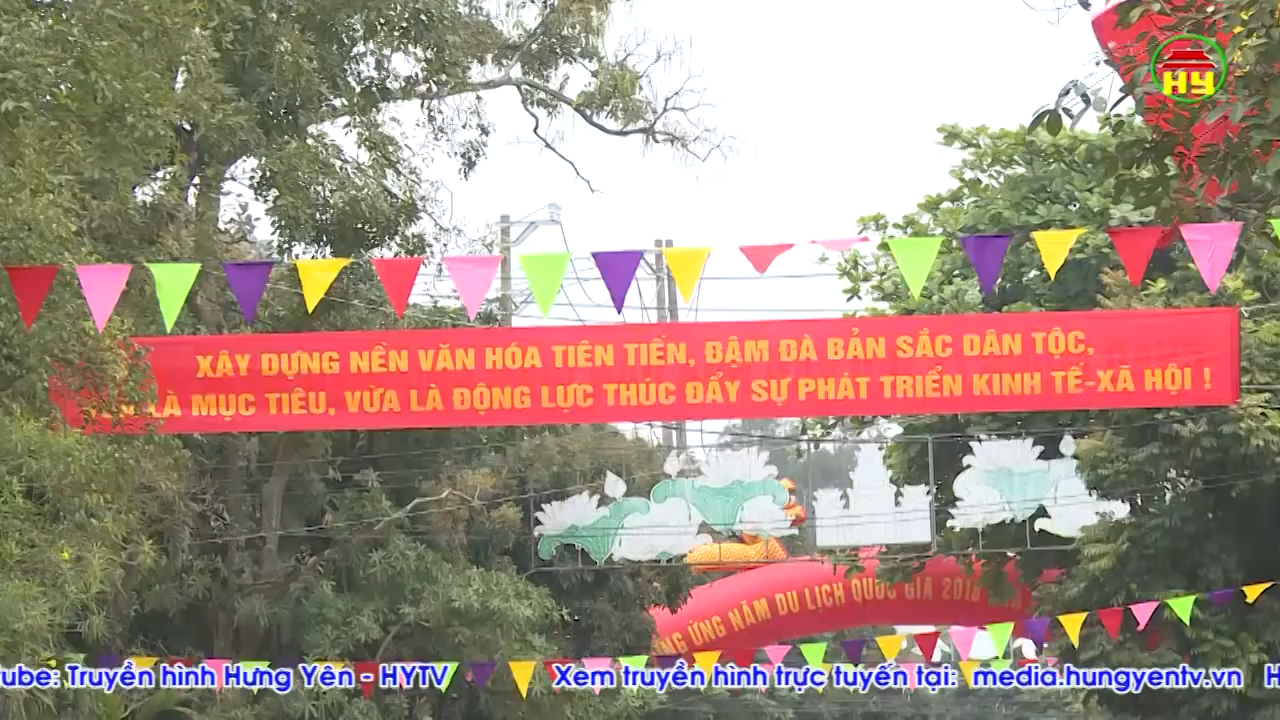 HY
XÂY DỰNG NỀN VĂN HÓA TIÊN TIẾN, ĐẬM ĐÀ BẢN SẮC DÂN TỘC,
LÀ MỤC TIÊU, VỪA LÀ ĐỘNG LỰC THÚC ĐẨY SỰ PHÁT TRIỂN KINH TẾ-XÃ HỘI !
ỨNG NĂM DU LỊCH QUỐC GIA
tube: Truyền hình Hưng Yên - HYTV Xem truyền hình trực tuyến tại: media.hungyentv.vn H